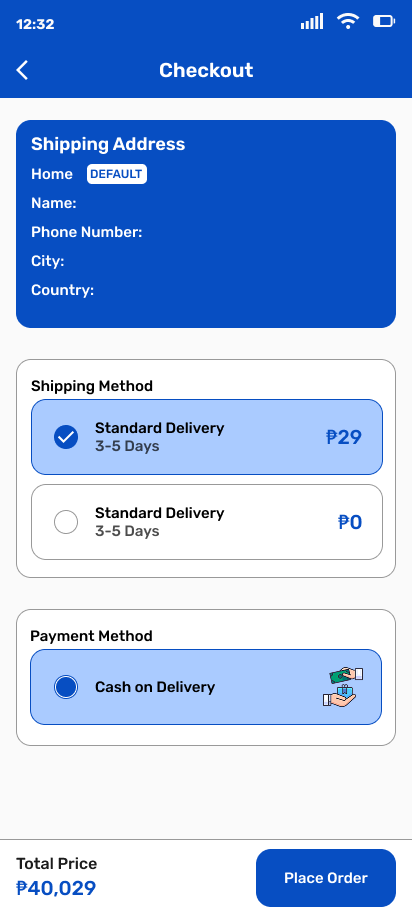 12:32
Checkout
Shipping Address
Home DEFAULT
Name:
Phone Number:
City:
Country:
Shipping Method
Standard Delivery
3-5 Days
₱29
Standard Delivery
3-5 Days
₱0
Payment Method
Cash on Delivery
Total Price
₱40,029
Place Order